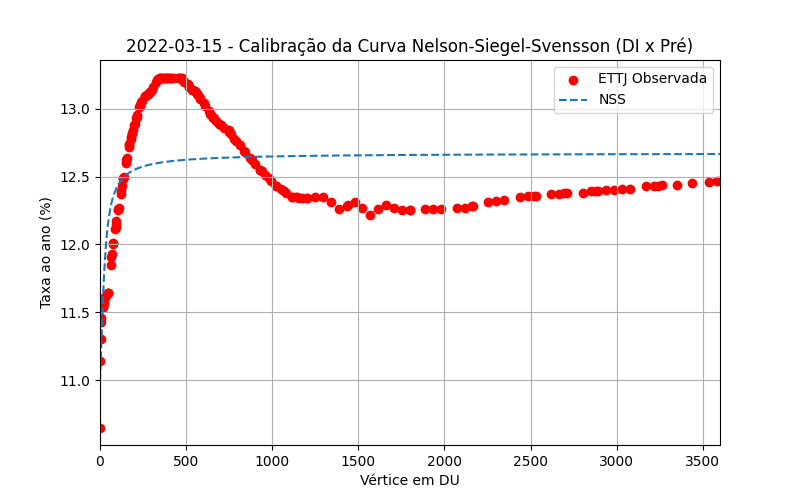 2022-03-15 - Calibração da Curva Nelson-Siegel-Svensson (DI x Pré)
ETTJ Observada
NSS
Taxa ao ano (%)
13.0
12.5
12.0
11.5
11.0
0 500 1000 1500 2000 2500 3000 3500
Vértice em DU